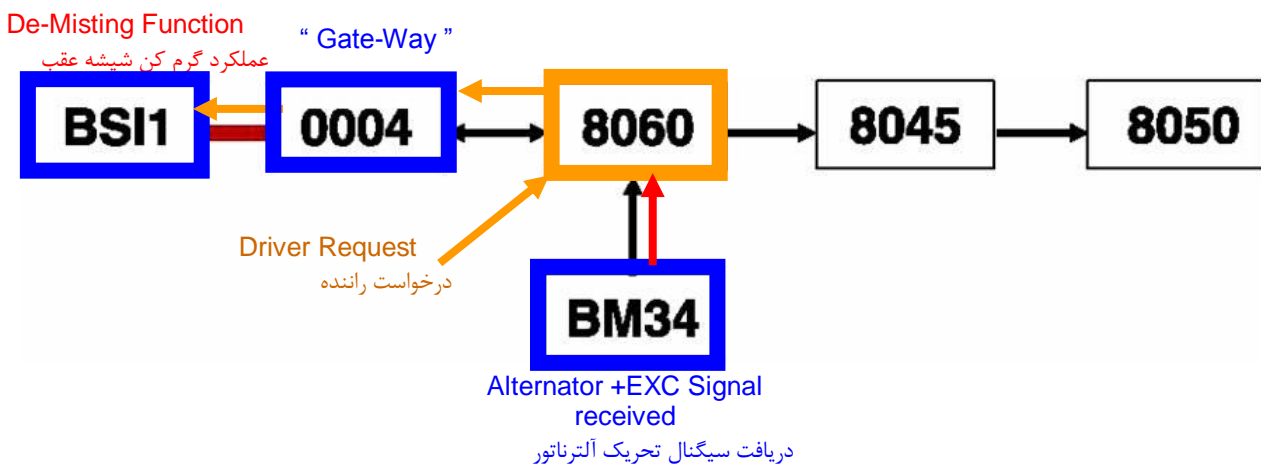 De-Misting Function
عملکرد گرم کن شیشه عقب
“ Gate-Way ”
BSI1
0004
8060
8045
8050
Driver Request
درخواست راننده
BM34
Alternator +EXC Signal
received
دریافت سیگنال تحریک آلترناتور